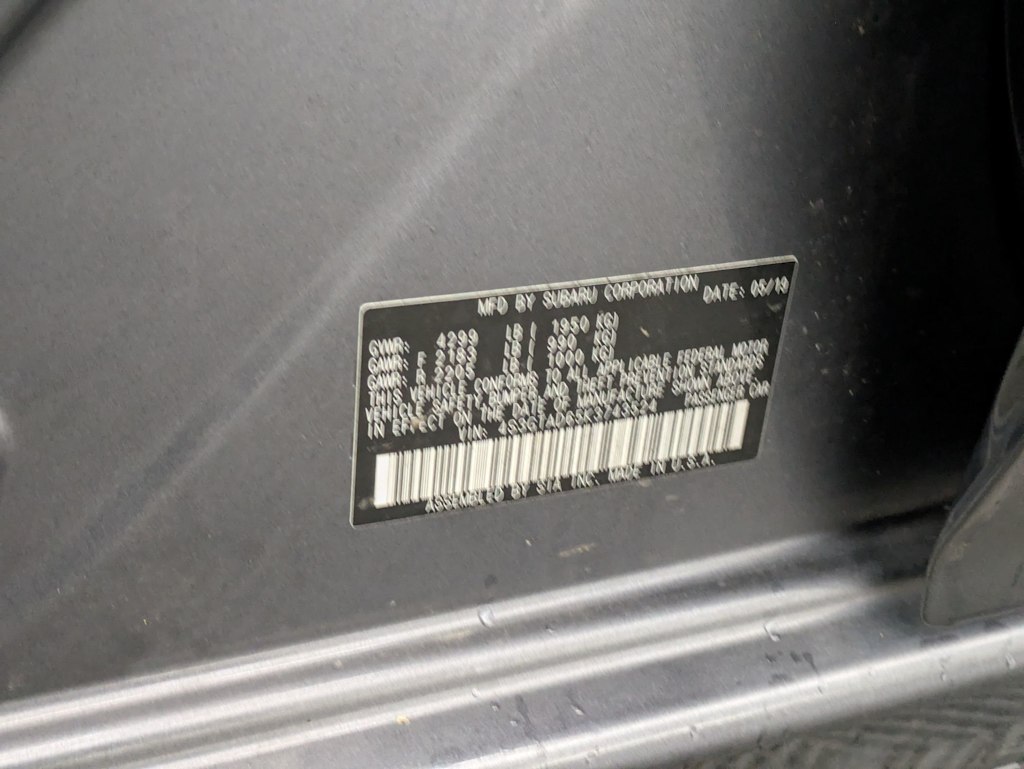 MFD BY SUBARU CORPORATION DATE: 05/19
GVWR: 4299 LB ( 1950 KG)
GAWR: F 2183 LB ( 990 KG)
GAWR: R 2205 LB ( 1000 KG)
THIS VEHICLE CONFORMS TO ALL APPLICABLE FEDERAL MOTOR
VEHICLE SAFETY BUMPER AND THEFT PREVENTION STANDARDS
IN EFFECT ON THE DATE OF MANUFACTURE SHOWN ABOVE.
VIN: PASSENGER CAR
ASSEMBLED BY SIA INC. MADE IN U.S.A.